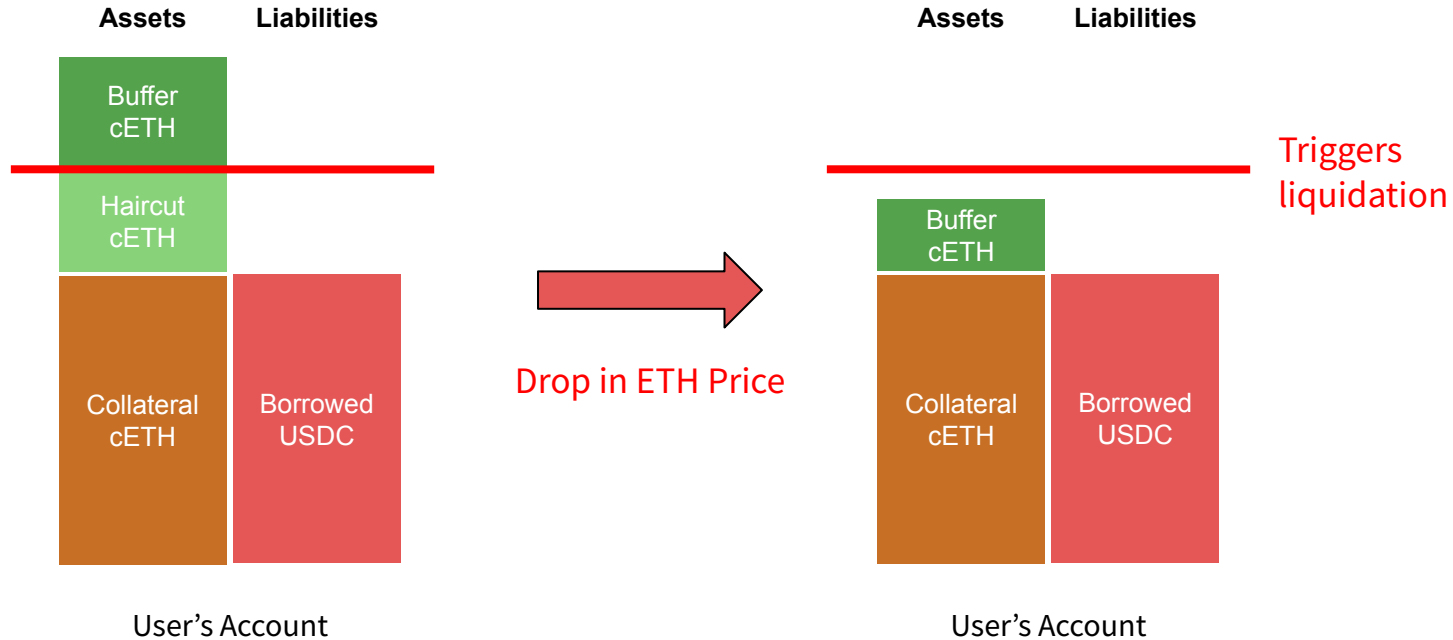 Assets
Liabilities
Buffer
cETH
Haircut
cETH
Collateral
cETH
Borrowed
USDC
User’s Account
Drop in ETH Price
Assets
Liabilities
Triggers
liquidation
Buffer
cETH
Collateral
cETH
Borrowed
USDC
User’s Account